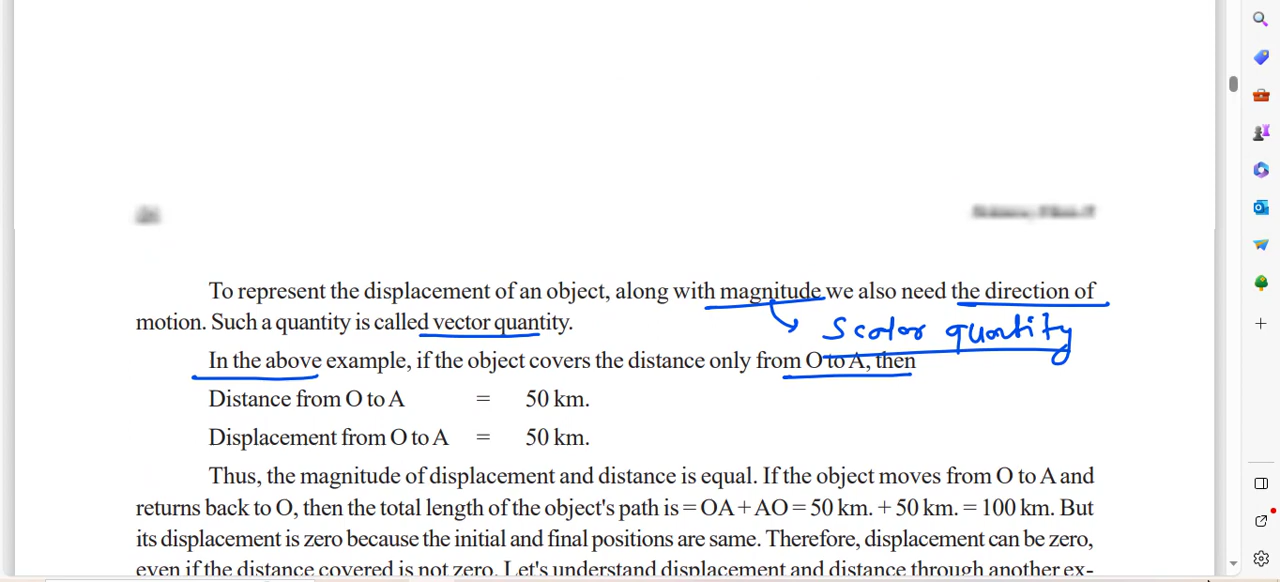 To represent the displacement of an object, along with magnitude we also need the direction of
motion. Such a quantity is called vector quantity.
Scalar quantity
In the above example, if the object covers the distance only from O to A, then
Distance from O to A = 50 km.
Displacement from O to A = 50 km.
Thus, the magnitude of displacement and distance is equal. If the object moves from O to A and
returns back to O, then the total length of the object's path is = OA + AO = 50 km. + 50 km. = 100 km. But
its displacement is zero because the initial and final positions are same. Therefore, displacement can be zero,
even if the distance covered is not zero. Let's understand displacement and distance through another ex-